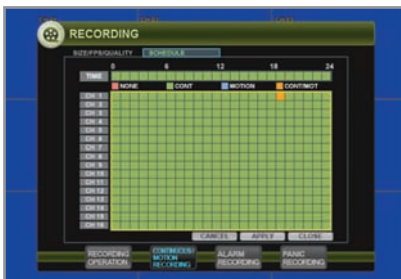 RECORDING
SIZE/FPS/QUALITY SCHEDULE
0 6 12 18 24
TIME
NONE CONT MOTION CONT/MOT
CH 1
CH 2
CH 3
CH 4
CH 5
CH 6
CH 7
CH 8
CH 9
CH 10
CH 11
CH 12
CH 13
CH 14
CH 15
CH 16
CANCEL APPLY CLOSE
RECORDING OPERATION
CONTINUOUS/ MOTION RECORDING
ALARM RECORDING
PANIC RECORDING